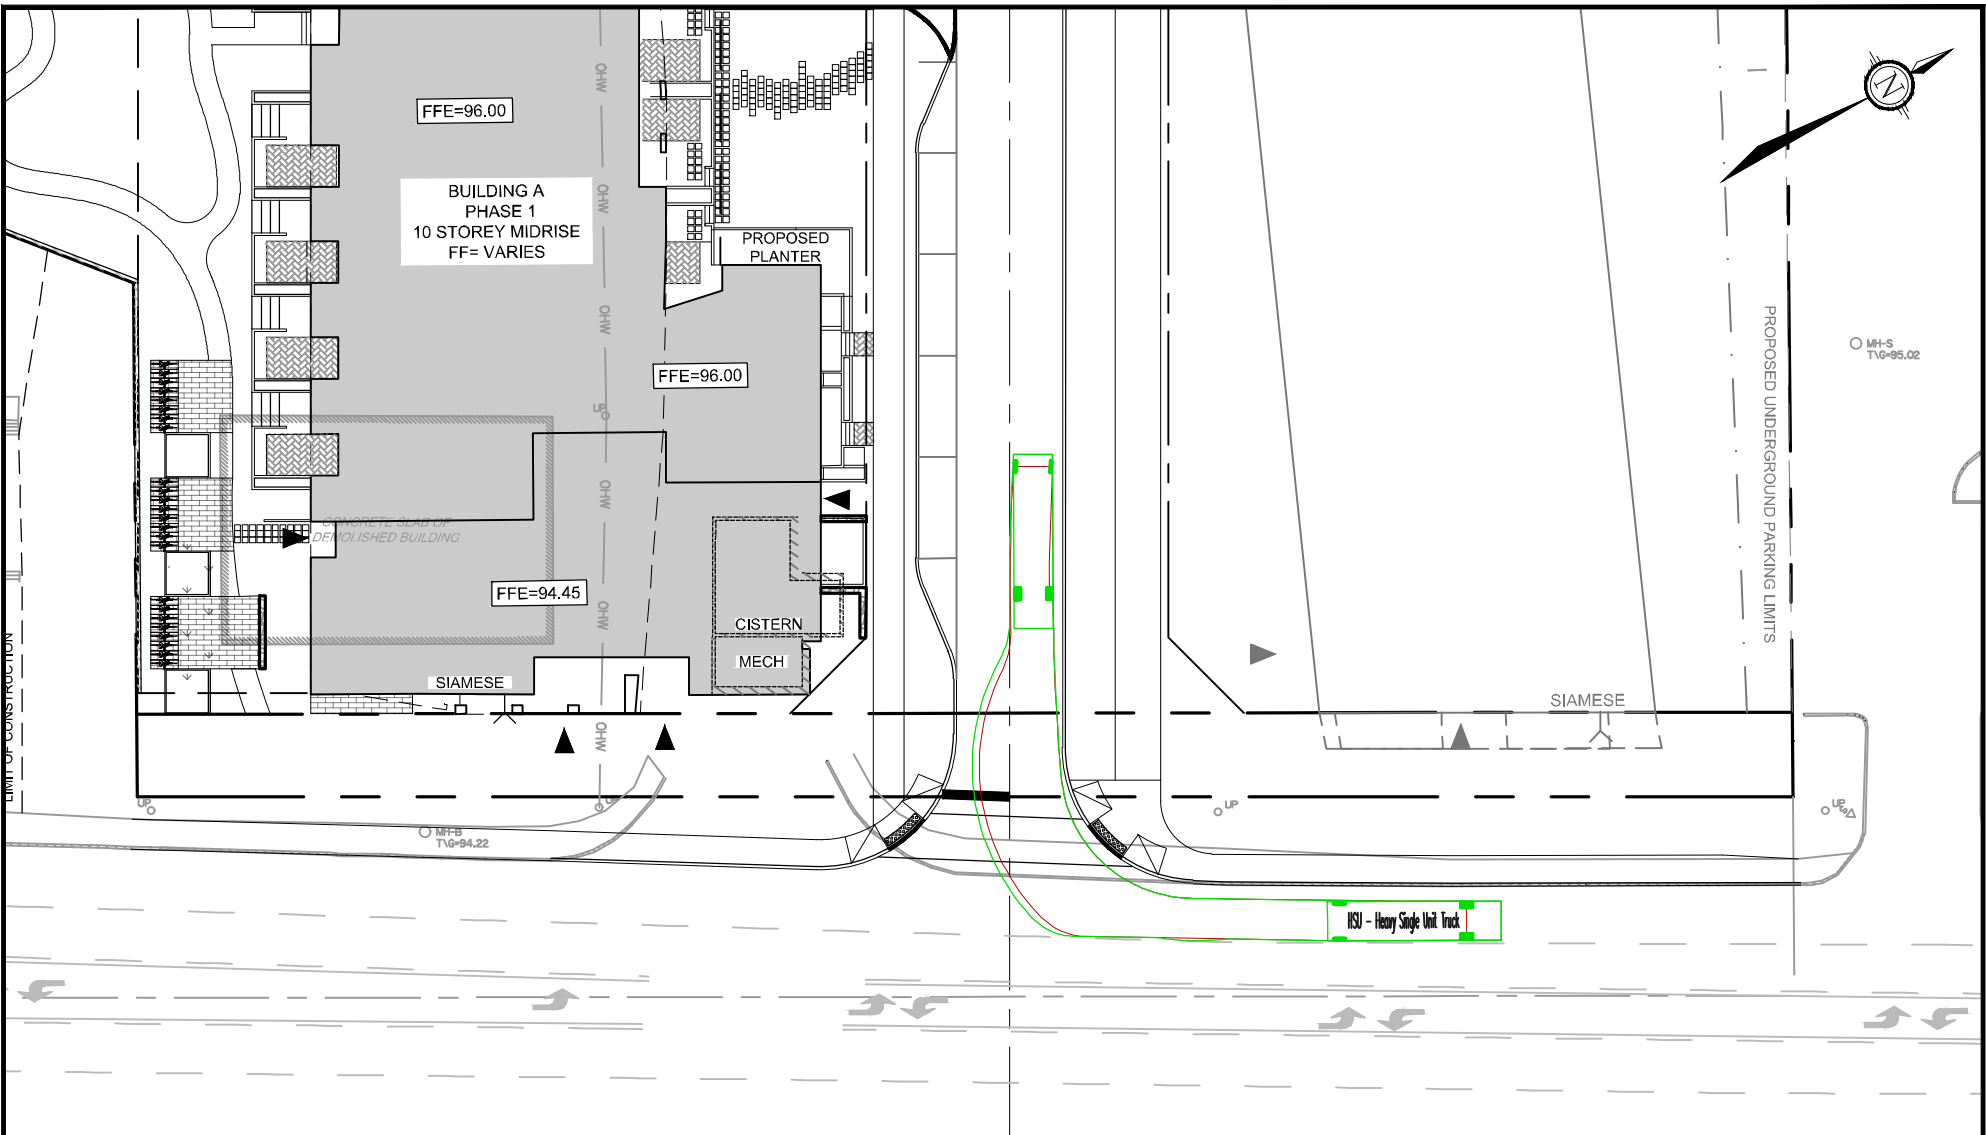 N
FFE=96.00
OHW
BUILDING A
PHASE 1
10 STOREY MIDRISE
FF= VARIES
OHW
PROPOSED
PLANTER
OHW
PROPOSED UNDERGROUND PARKING LIMITS
MH-S
T\G=95.02
FFE=96.00
UP
OHW
CONCRETE SLAB OF
DEMOLISHED BUILDING
FFE=94.45
OHW
CISTERN
MECH
SIAMESE
SIAMESE
LIMIT OF CONSTRUCTION
OHW
UP
UP
UP
MH-B
T\G=94.22
HSU - Heavy Single Unit Truck